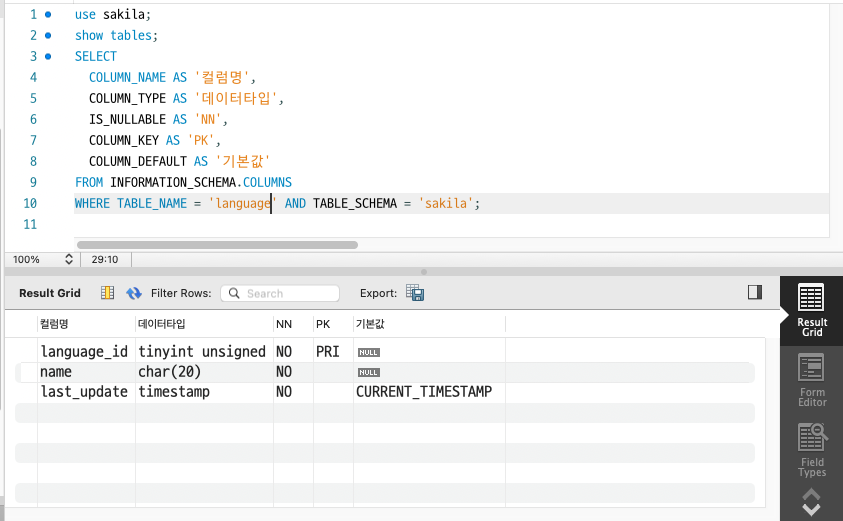 1 use sakila;
2 show tables;
3 SELECT
4 COLUMN_NAME AS '컬럼명',
5 COLUMN_TYPE AS '데이터타입',
6 IS_NULLABLE AS 'NN',
7 COLUMN_KEY AS 'PK',
8 COLUMN_DEFAULT AS '기본값'
9 FROM INFORMATION_SCHEMA.COLUMNS
10 WHERE TABLE_NAME = 'language' AND TABLE_SCHEMA = 'sakila';
11
100% 29:10
Result Grid Filter Rows: Search Export:
컬럼명 데이터타입 NN PK 기본값
language_id tinyint unsigned NO PRI NULL
name char(20) NO NULL
last_update timestamp NO CURRENT_TIMESTAMP
Result
Grid
Form
Editor
Field
Types